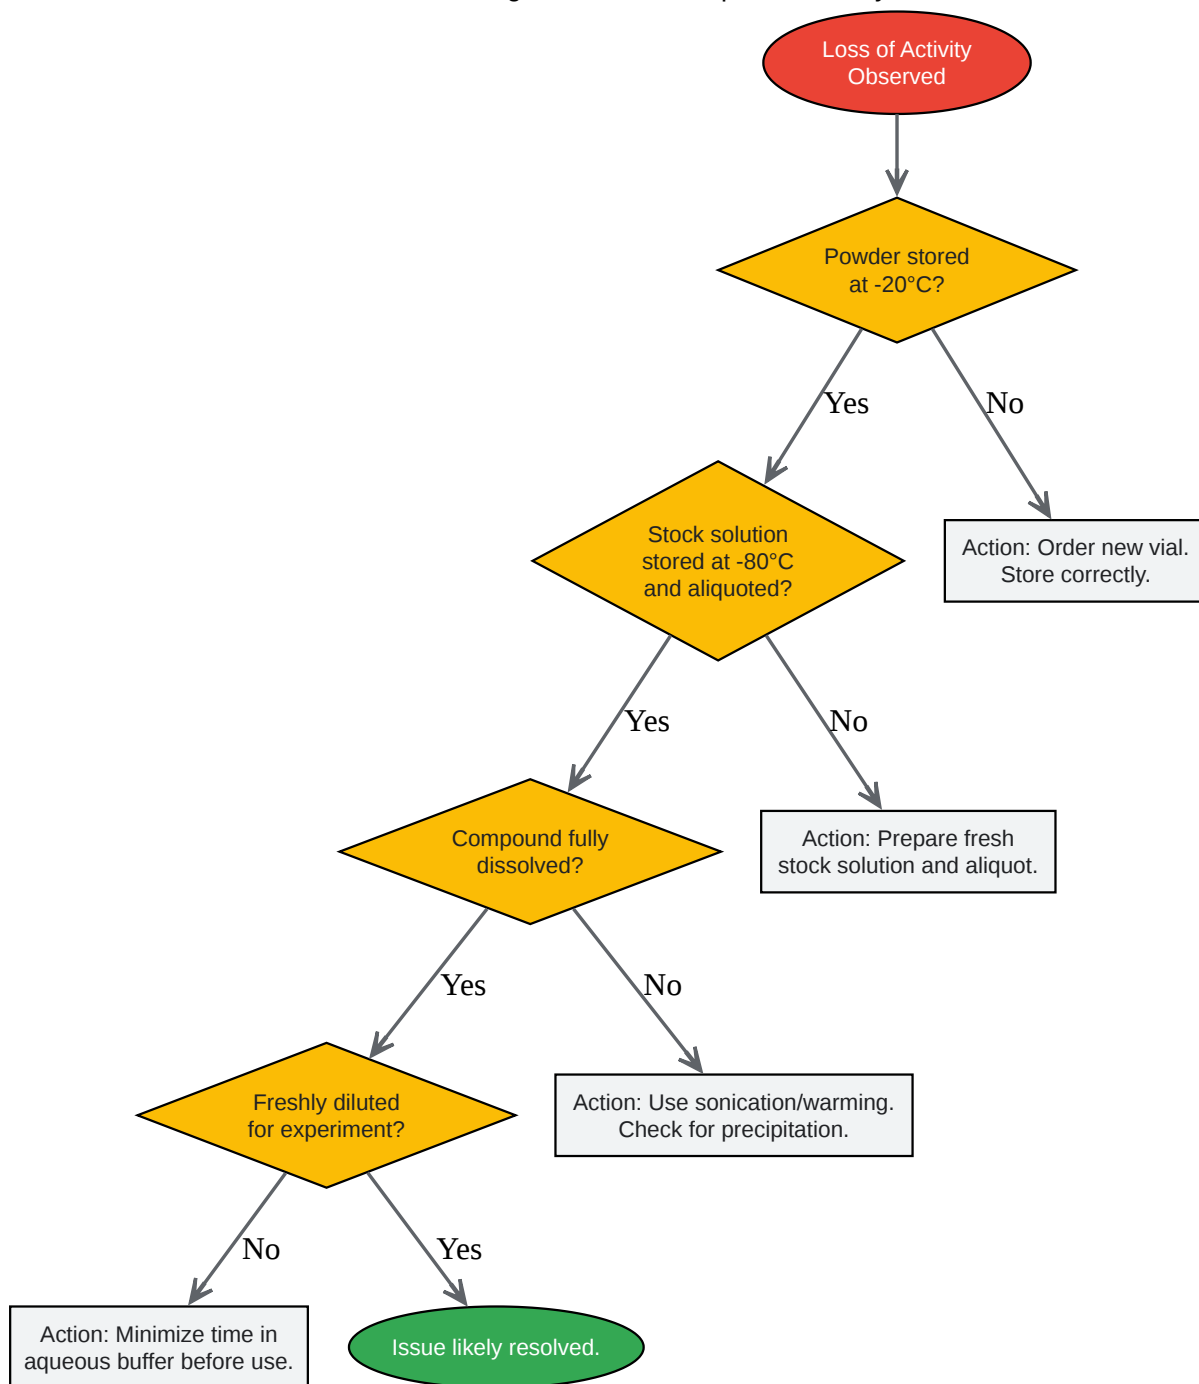 Loss of Activity
Observed
Powder stored
at -20°C?
Yes
No
Stock solution
stored at -80°C
and aliquoted?
Action: Order new vial.
Store correctly.
Yes
No
Compound fully
dissolved?
Action: Prepare fresh
stock solution and aliquot.
Yes
No
Freshly diluted
for experiment?
Action: Use sonication/warming.
Check for precipitation.
No
Yes
Action: Minimize time in
aqueous buffer before use.
Issue likely resolved.